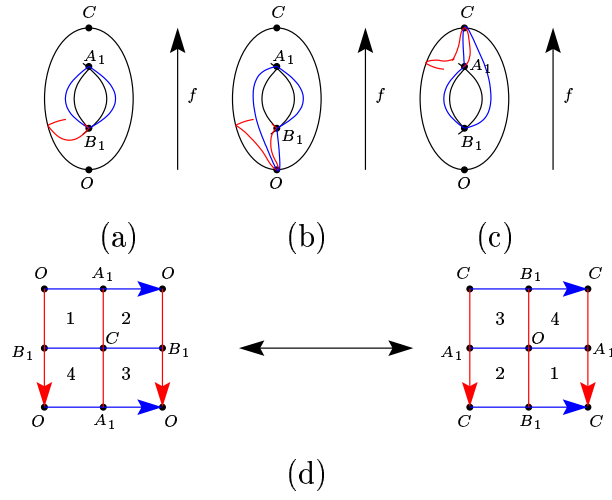 C C C
A1 A1 A1
f f f
B1 B1 B1
O O O
(a) (b) (c)
O A1 O C B1 C
1 2 3 4
B1 C B1 A1 O A1
4 3 2 1
O A1 O C B1 C
(d)